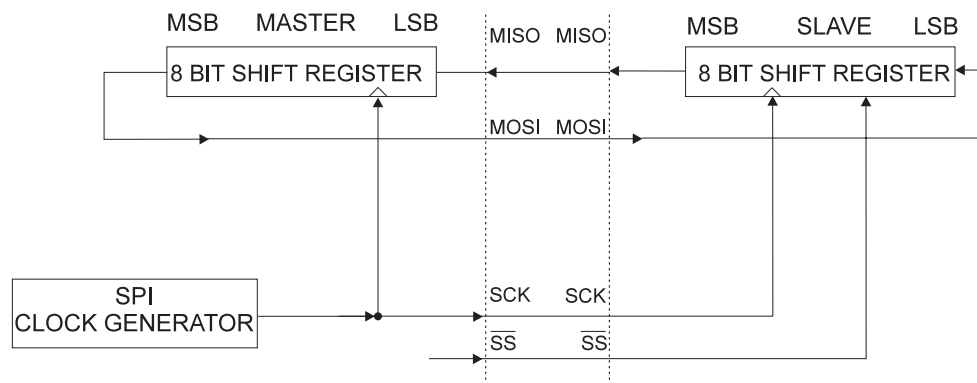 MSB MASTER LSB
MISO MISO
MSB SLAVE LSB
8 BIT SHIFT REGISTER
8 BIT SHIFT REGISTER
MOSI MOSI
SPI
CLOCK GENERATOR
SCK SCK
SS SS